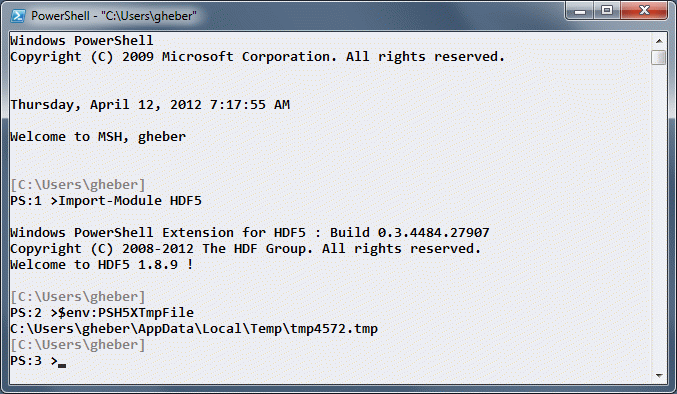 PowerShell - "C:\Users\gheber"
Windows PowerShell
Copyright (C) 2009 Microsoft Corporation. All rights reserved.
Thursday, April 12, 2012 7:17:55 AM
Welcome to MSH, gheber
[C:\Users\gheber]
PS:1 >Import-Module HDF5
Windows PowerShell Extension for HDF5 : Build 0.3.4484.27907
Copyright (C) 2008-2012 The HDF Group. All rights reserved.
Welcome to HDF5 1.8.9 !
[C:\Users\gheber]
PS:2 >$env:PSH5XTmpFile
C:\Users\gheber\AppData\Local\Temp\tmp4572.tmp
[C:\Users\gheber]
PS:3 >_